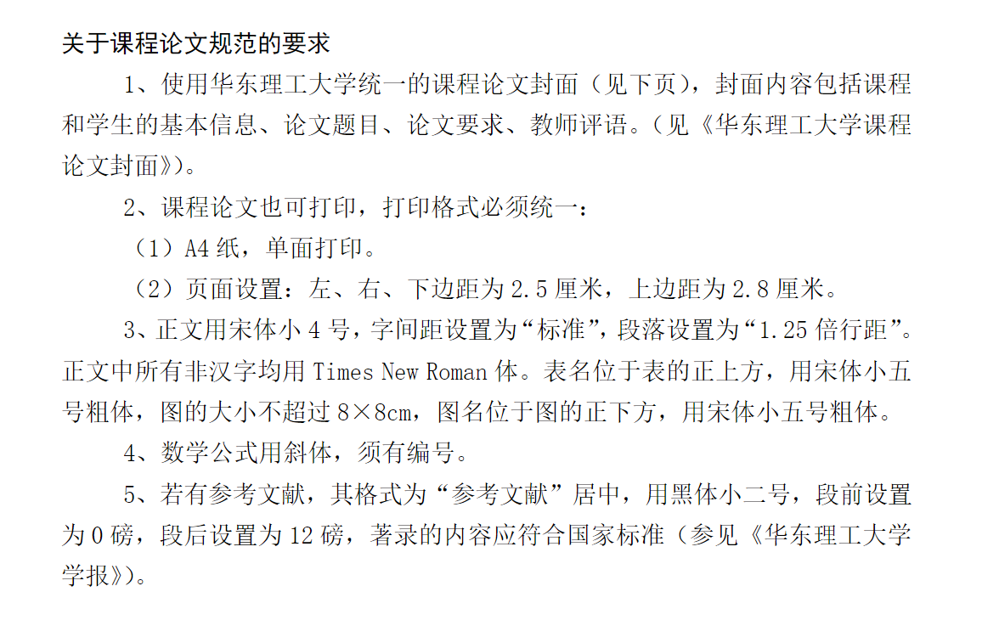 关于课程论文规范的要求
1、使用华东理工大学统一的课程论文封面（见下页），封面内容包括课程
和学生的基本信息、论文题目、论文要求、教师评语。（见《华东理工大学课程
论文封面》）。
2、课程论文也可打印，打印格式必须统一：
（1）A4 纸，单面打印。
（2）页面设置：左、右、下边距为 2.5 厘米，上边距为 2.8 厘米。
3、正文用宋体小 4 号，字间距设置为“标准”，段落设置为“1.25 倍行距”。
正文中所有非汉字均用 Times New Roman 体。表名位于表的正上方，用宋体小五
号粗体，图的大小不超过 8×8cm，图名位于图的正下方，用宋体小五号粗体。
4、数学公式用斜体，须有编号。
5、若有参考文献，其格式为“参考文献”居中，用黑体小二号，段前设置
为 0 磅，段后设置为 12 磅，著录的内容应符合国家标准（参见《华东理工大学
学报》）。